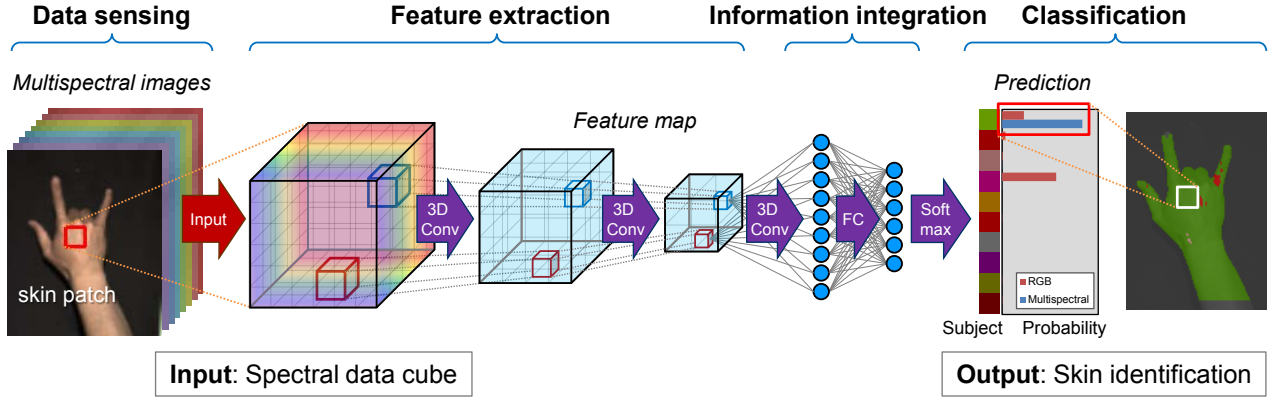 Data sensing
Feature extraction
Information integration
Classification
Multispectral images
Feature map
Prediction
skin patch
Input
3D
Conv
3D
Conv
3D
Conv
FC
Soft
max
RGB
Multispectral
Subject
Probability
Input: Spectral data cube
Output: Skin identification